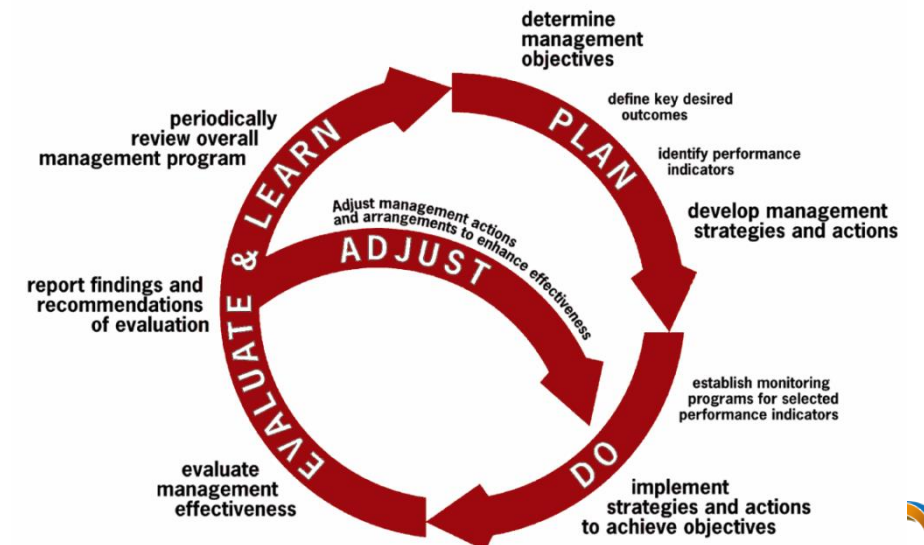 determine
management
objectives
define key desired
outcomes
PLAN
identify performance
indicators
develop management
strategies and actions
establish monitoring
programs for selected
performance indicators
DO
implement
strategies and actions
to achieve objectives
evaluate
management
effectiveness
EVALUATE & LEARN
report findings and
recommendations
of evaluation
periodically
review overall
management program
Adjust management actions
and arrangements to enhance effectiveness
ADJUST